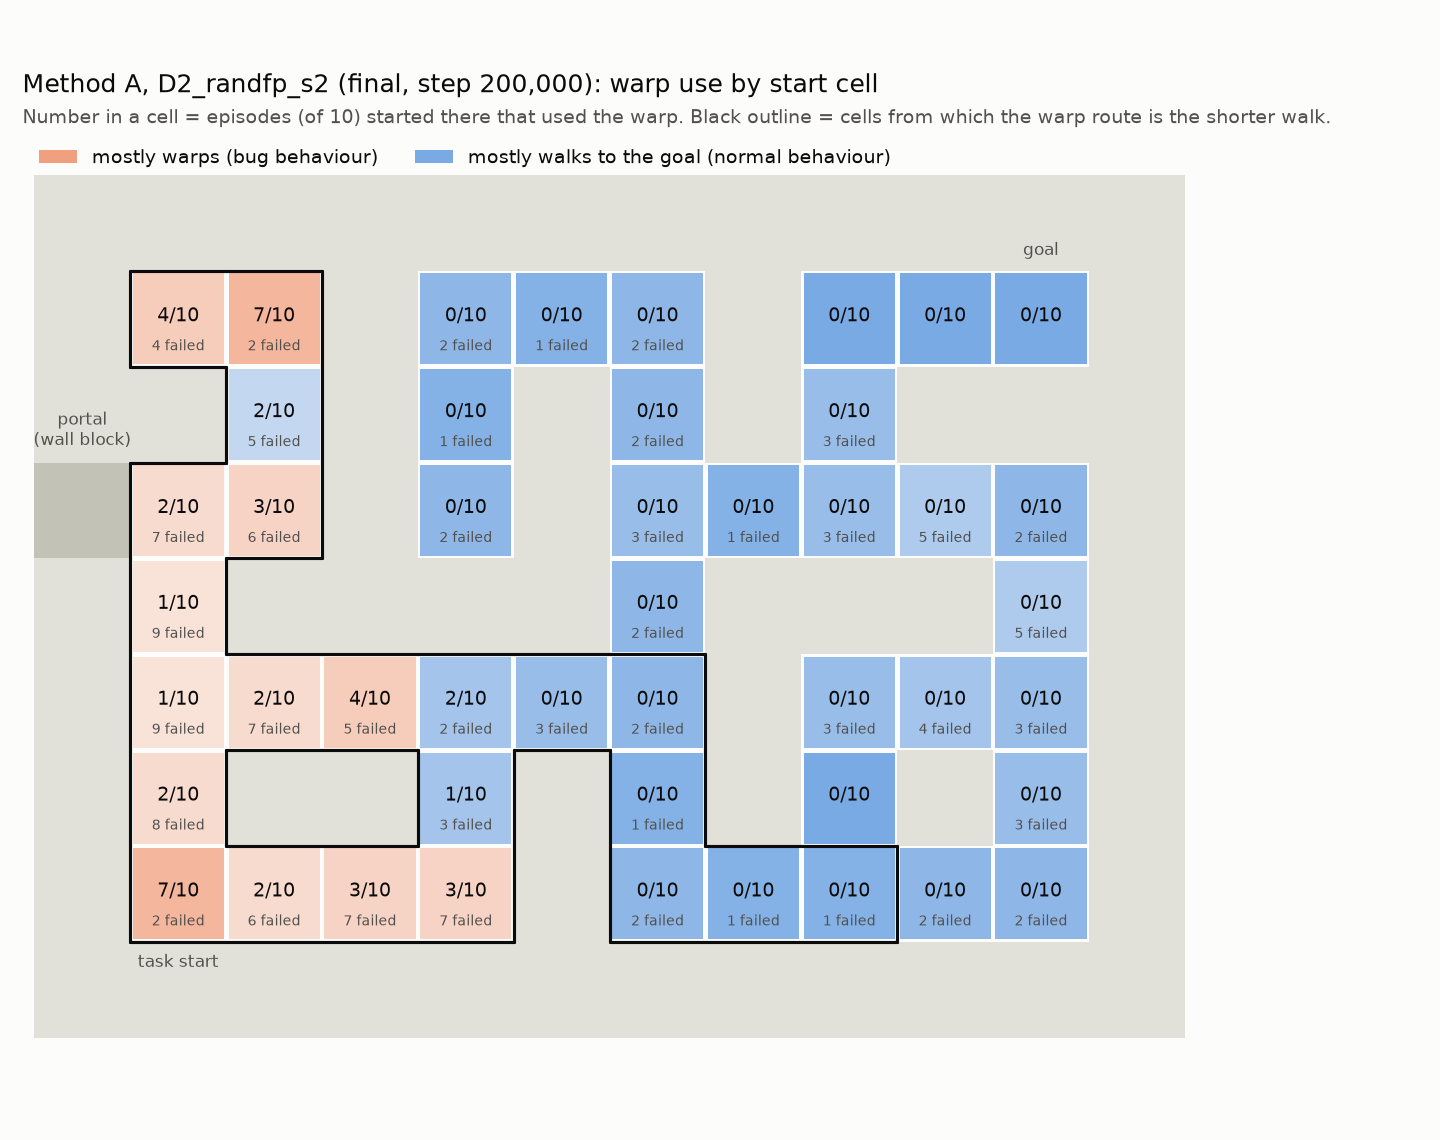 Method A, D2_randfp_s2 (final, step 200,000): warp use by start cell
Number in a cell = episodes (of 10) started there that used the warp. Black outline = cells from which the warp route is the shorter walk.
mostly warps (bug behaviour) mostly walks to the goal (normal behaviour)
goal
4/10 7/10 0/10 0/10 0/10 0/10 0/10 0/10
4 failed 2 failed 2 failed 1 failed 2 failed
2/10 0/10 0/10 0/10
portal
(wall block)
5 failed 1 failed 2 failed 3 failed
2/10 3/10 0/10 0/10 0/10 0/10 0/10 0/10
7 failed 6 failed 2 failed 3 failed 1 failed 3 failed 5 failed 2 failed
1/10 0/10 0/10
9 failed 2 failed 5 failed
1/10 2/10 4/10 2/10 0/10 0/10 0/10 0/10 0/10
9 failed 7 failed 5 failed 2 failed 3 failed 2 failed 3 failed 4 failed 3 failed
2/10 1/10 0/10 0/10 0/10
8 failed 3 failed 1 failed 3 failed
7/10 2/10 3/10 3/10 0/10 0/10 0/10 0/10 0/10
2 failed 6 failed 7 failed 7 failed 2 failed 1 failed 1 failed 2 failed 2 failed
task start